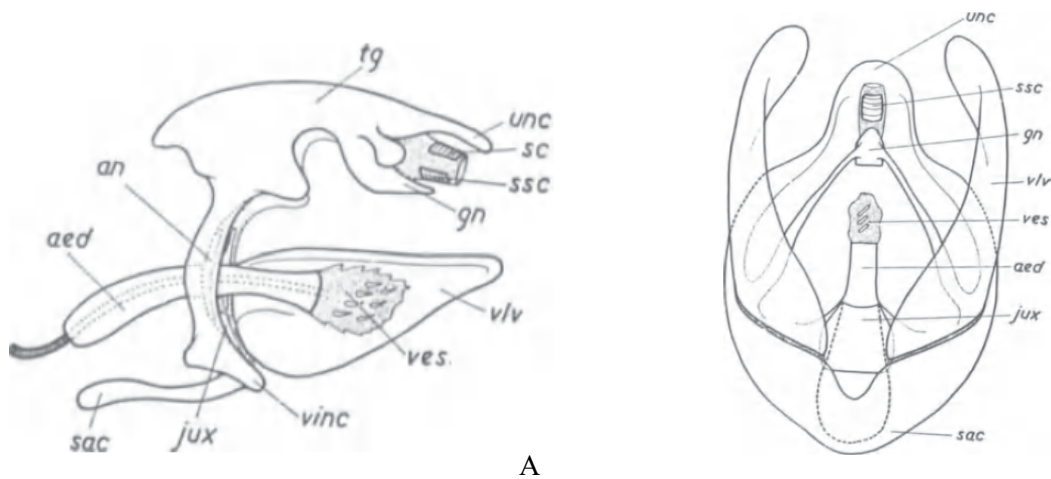 tg
unc
sc
ssc
gn
an
aed
vlv
ves.
vinc
jux
sac
unc
ssc
gn
vlv
ves
aed
jux
sac
A